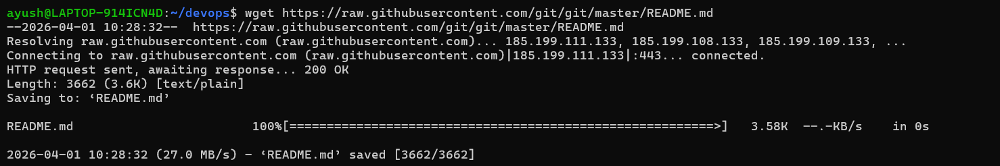 ayush@LAPTOP-914ICN4D:~/devops$ wget https://raw.githubusercontent.com/git/git/master/README.md
--2026-04-01 10:28:32--  https://raw.githubusercontent.com/git/git/master/README.md
Resolving raw.githubusercontent.com (raw.githubusercontent.com)... 185.199.111.133, 185.199.108.133, 185.199.109.133, ...
Connecting to raw.githubusercontent.com (raw.githubusercontent.com)|185.199.111.133|:443... connected.
HTTP request sent, awaiting response... 200 OK
Length: 3662 (3.6K) [text/plain]
Saving to: ‘README.md’
README.md                        100%[=========================================================>]   3.58K  --.-KB/s    in 0s
2026-04-01 10:28:32 (27.0 MB/s) - ‘README.md’ saved [3662/3662]